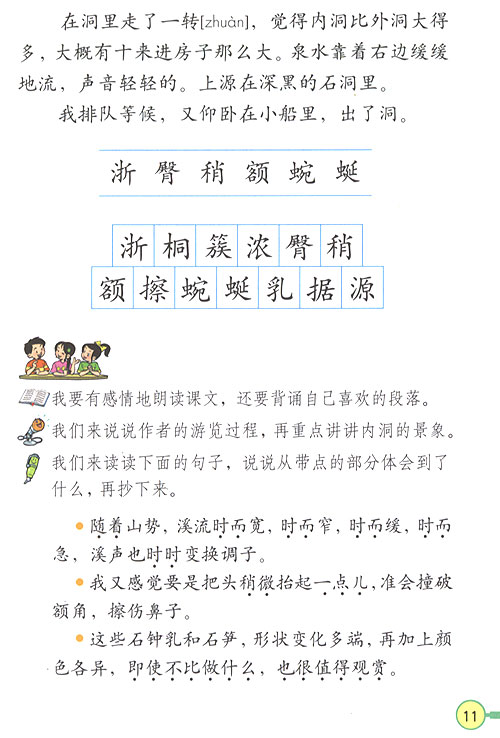 在洞里走了一转[zhuàn]，觉得内洞比外洞大得
多，大概有十来进房子那么大。泉水靠着右边缓缓
地流，声音轻轻的。上源在深黑的石洞里。
我排队等候，又仰卧在小船里，出了洞。
浙 臀 稍 额 蜿 蜒
浙 桐 簇 浓 臀 稍
额 擦 蜿 蜒 乳 据 源
我要有感情地朗读课文，还要背诵自己喜欢的段落。
我们来说说作者的游览过程，再重点讲讲内洞的景象。
我们来读读下面的句子，说说从带点的部分体会到了
什么，再抄下来。
● 随着山势，溪流时而宽，时而窄，时而缓，时而
急，溪声也时时变换调子。
● 我又感觉要是把头稍微抬起一点儿，准会撞破
额角，擦伤鼻子。
● 这些石钟乳和石笋，形状变化多端，再加上颜
色各异，即使不比做什么，也很值得观赏。
11